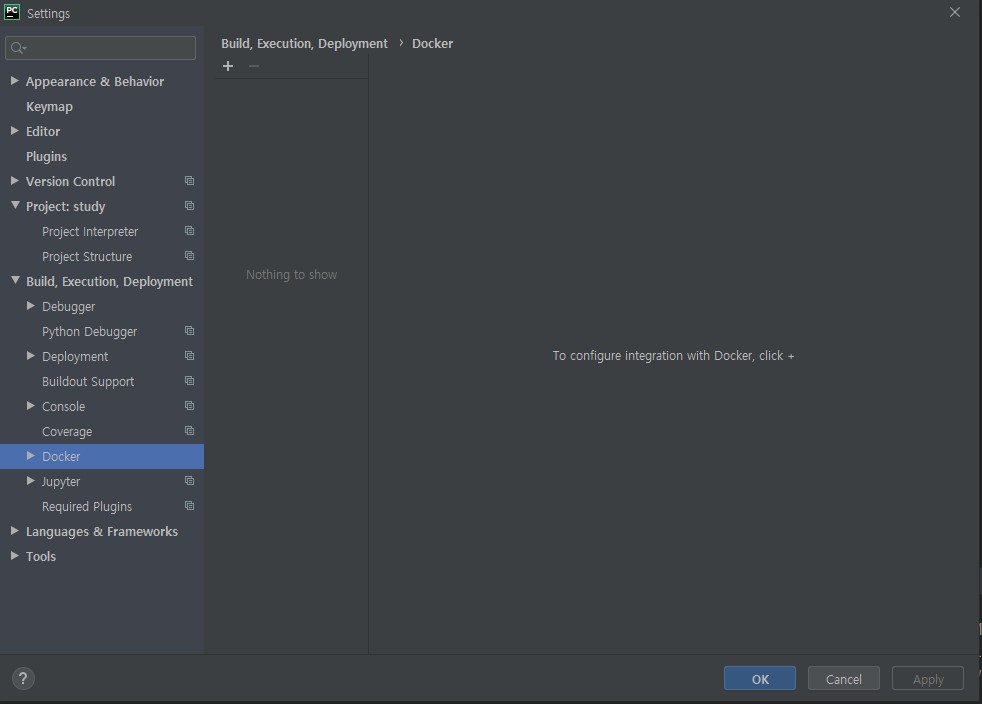 PC
Settings
Build, Execution, Deployment › Docker
+ −
Appearance & Behavior
Keymap
Editor
Plugins
Version Control
Project: study
Project Interpreter
Project Structure
Build, Execution, Deployment
Debugger
Python Debugger
Deployment
Buildout Support
Console
Coverage
Docker
Jupyter
Required Plugins
Languages & Frameworks
Tools
Nothing to show
To configure integration with Docker, click +
?
OK
Cancel
Apply